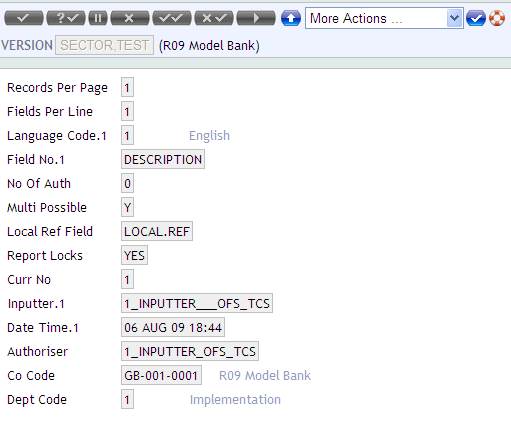 More Actions ...
VERSION SECTOR,TEST (R09 Model Bank)
Records Per Page 1
Fields Per Line 1
Language Code.1 1 English
Field No.1 DESCRIPTION
No Of Auth 0
Multi Possible Y
Local Ref Field LOCAL.REF
Report Locks YES
Curr No 1
Inputter.1 1_INPUTTER___OFS_TCS
Date Time.1 06 AUG 09 18:44
Authoriser 1_INPUTTER_OFS_TCS
Co Code GB-001-0001 R09 Model Bank
Dept Code 1 Implementation